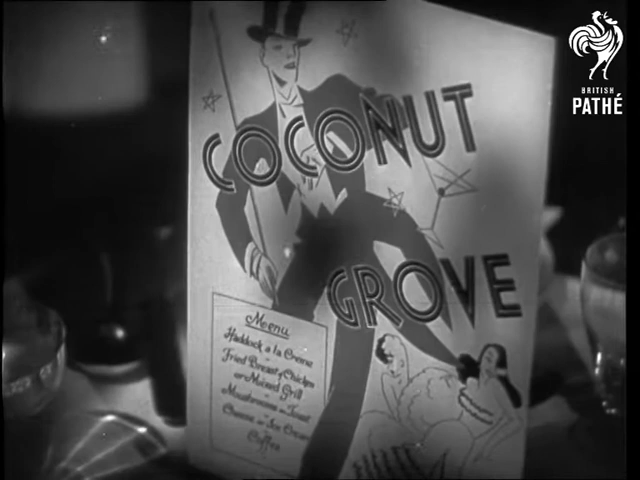 BRITISH
PATHÉ
COCONUT
GROVE
Menu
Haddock a la Creme
Fried Breast of Chicken
or Mixed Grill
Mushrooms on Toast
Cheese or Ice Cream
Coffee